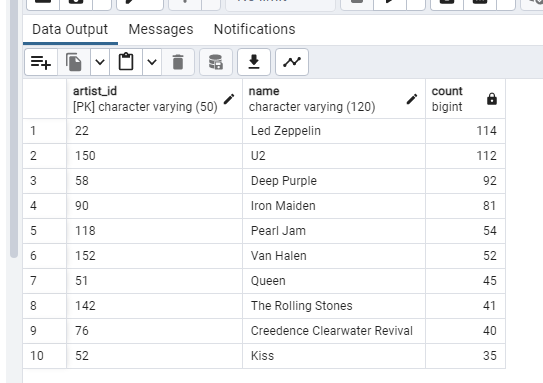 Data Output Messages Notifications
artist_id name count
[PK] character varying (50) character varying (120) bigint
1 22 Led Zeppelin 114
2 150 U2 112
3 58 Deep Purple 92
4 90 Iron Maiden 81
5 118 Pearl Jam 54
6 152 Van Halen 52
7 51 Queen 45
8 142 The Rolling Stones 41
9 76 Creedence Clearwater Revival 40
10 52 Kiss 35